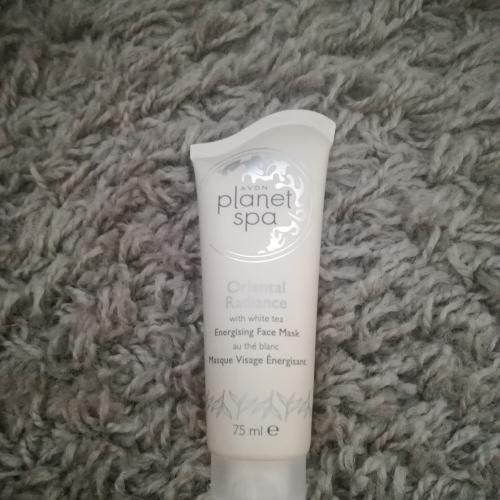 AVON
planet
spa
Oriental
Radiance
with white tea
Energising Face Mask
au thé blanc
Masque Visage Énergisant
75 ml ℮